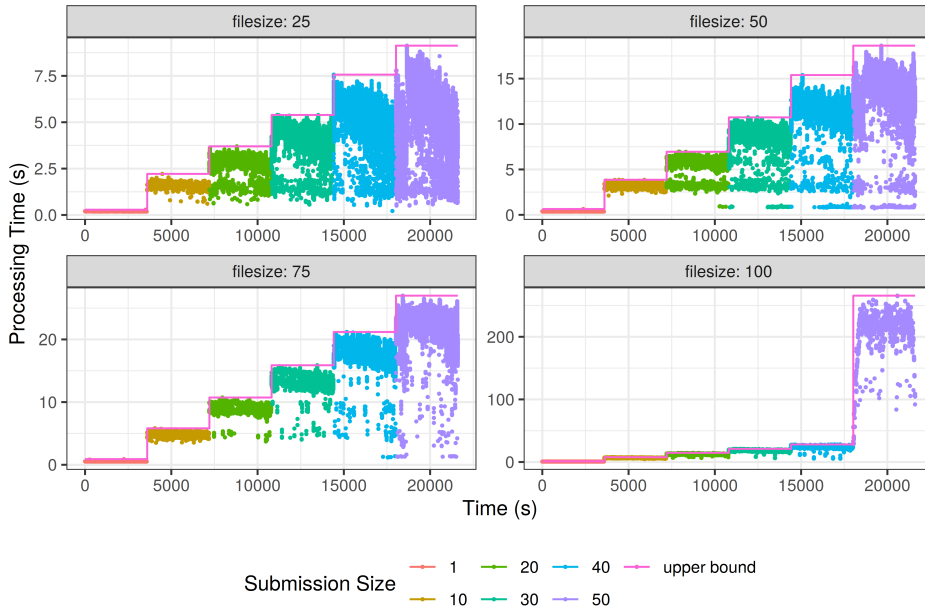 filesize: 25
filesize: 50
7.5
5.0
2.5
0.0
15
10
5
0
0 5000 10000 15000 20000
0 5000 10000 15000 20000
filesize: 75
filesize: 100
20
10
0
200
100
0
0 5000 10000 15000 20000
0 5000 10000 15000 20000
Processing Time (s)
Time (s)
Submission Size
1 20 40 upper bound
10 30 50